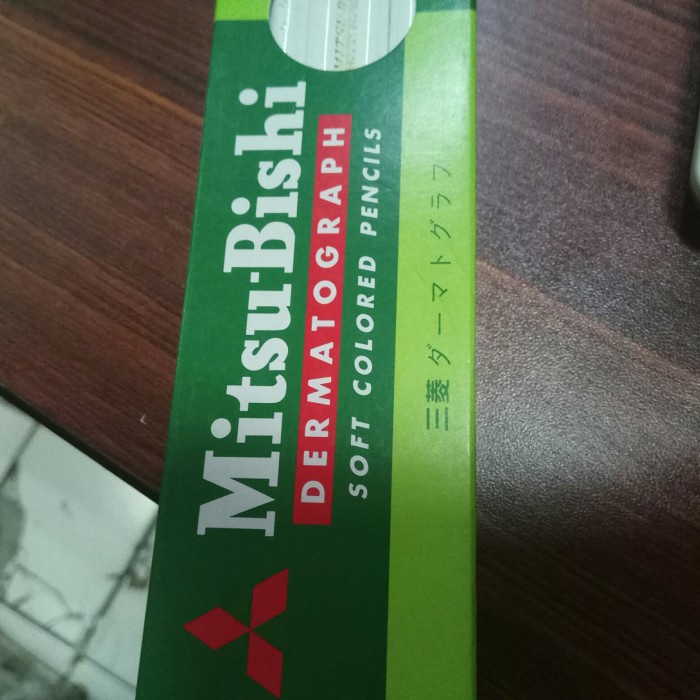 Mitsu-Bishi
DERMATOGRAPH
SOFT COLORED PENCILS
三菱 ダーマトグラフ